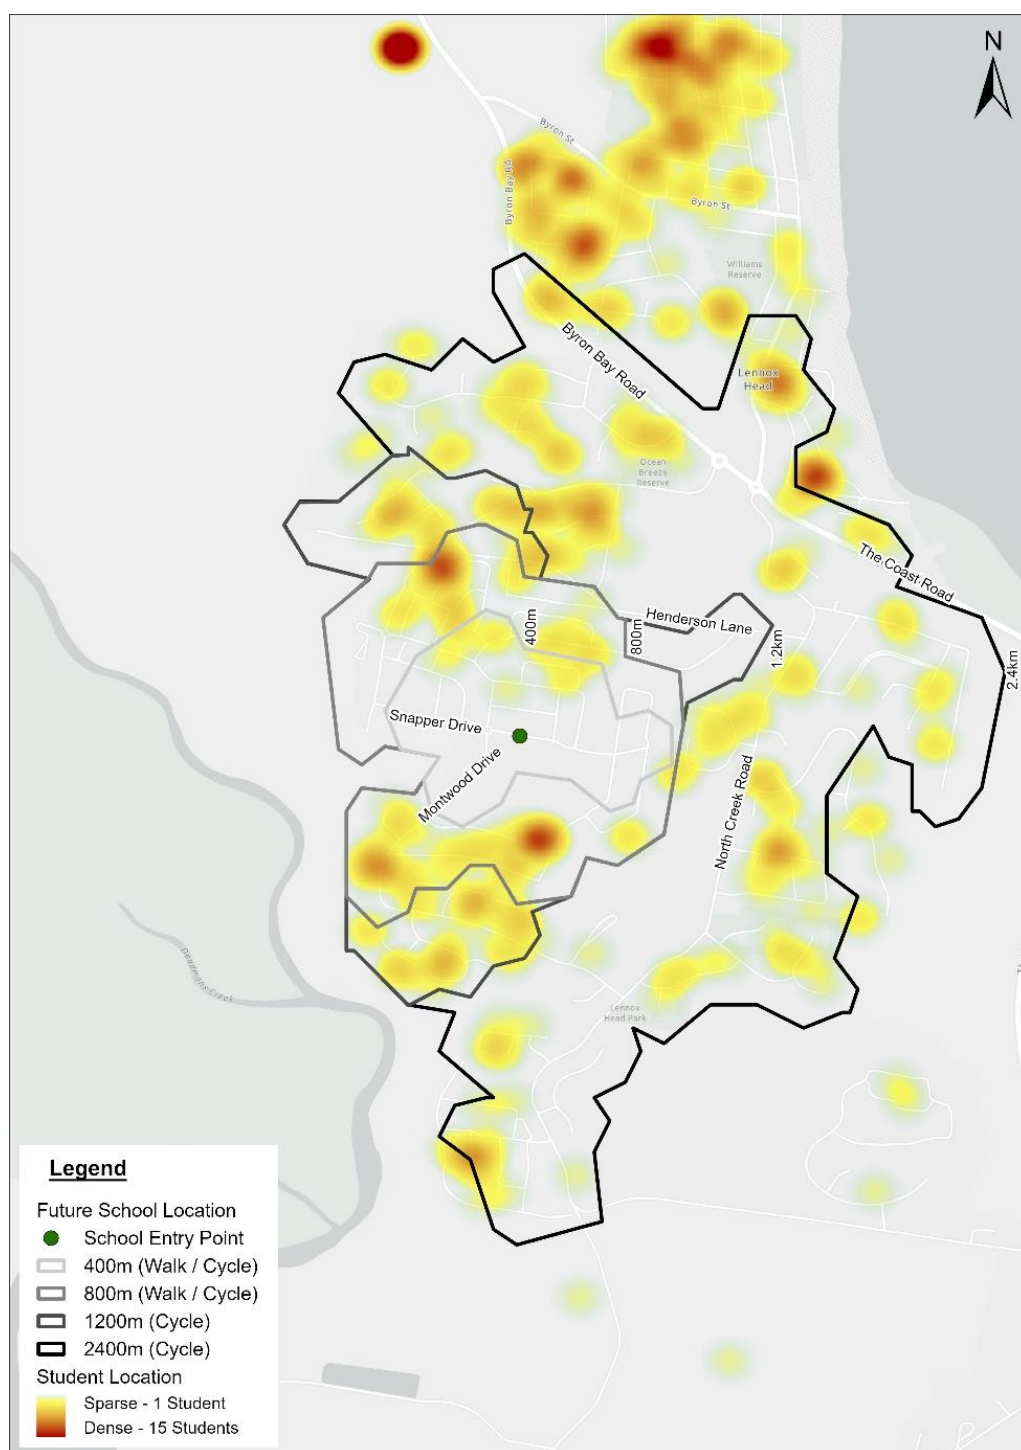 N
Byron St
Byron Bay Rd
Byron St
Williams
Reserve
Byron Bay Road
Lennox
Head
Ocean
Breeze
Reserve
The Coast Road
400m
800m
Henderson Lane
1.2km
2.4km
Snapper Drive
Montwood Drive
North Creek Road
Deadmans Creek
Lennox
Head Park
Legend
Future School Location
School Entry Point
400m (Walk / Cycle)
800m (Walk / Cycle)
1200m (Cycle)
2400m (Cycle)
Student Location
Sparse - 1 Student
Dense - 15 Students